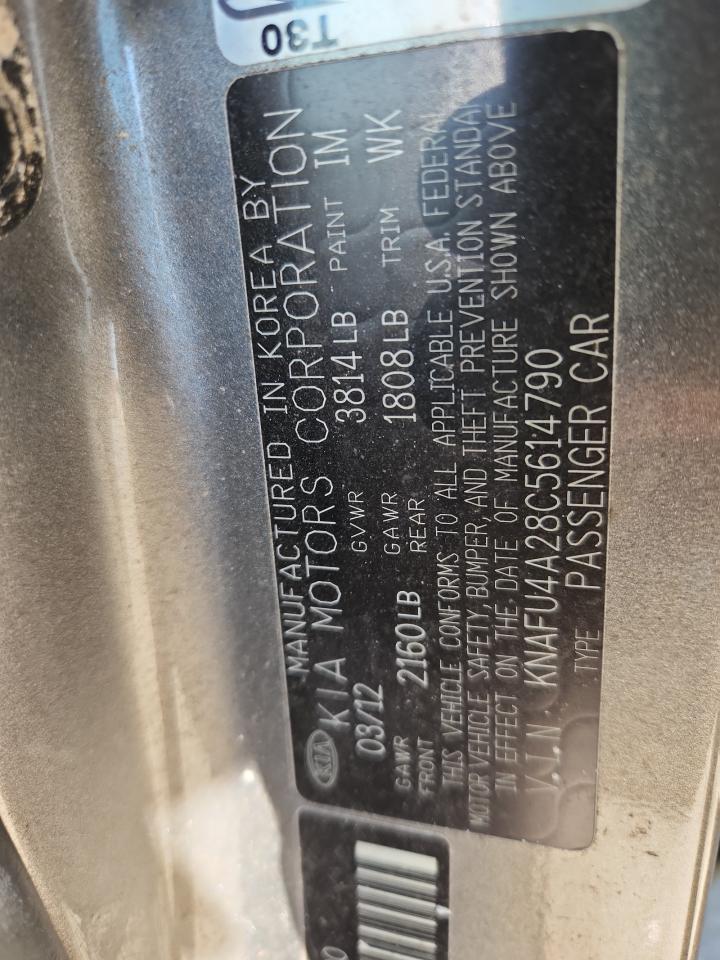 T30
MANUFACTURED IN KOREA BY
KIA KIA MOTORS CORPORATION
03/12 GVWR 3814LB PAINT IM
GAWR FRONT 2160LB GAWR REAR 1808LB TRIM WK
THIS VEHICLE CONFORMS TO ALL APPLICABLE U.S.A. FEDERAL
MOTOR VEHICLE SAFETY, BUMPER, AND THEFT PREVENTION STANDAR
IN EFFECT ON THE DATE OF MANUFACTURE SHOWN ABOVE
V.I.N KNAFU4A28C5614790
TYPE PASSENGER CAR